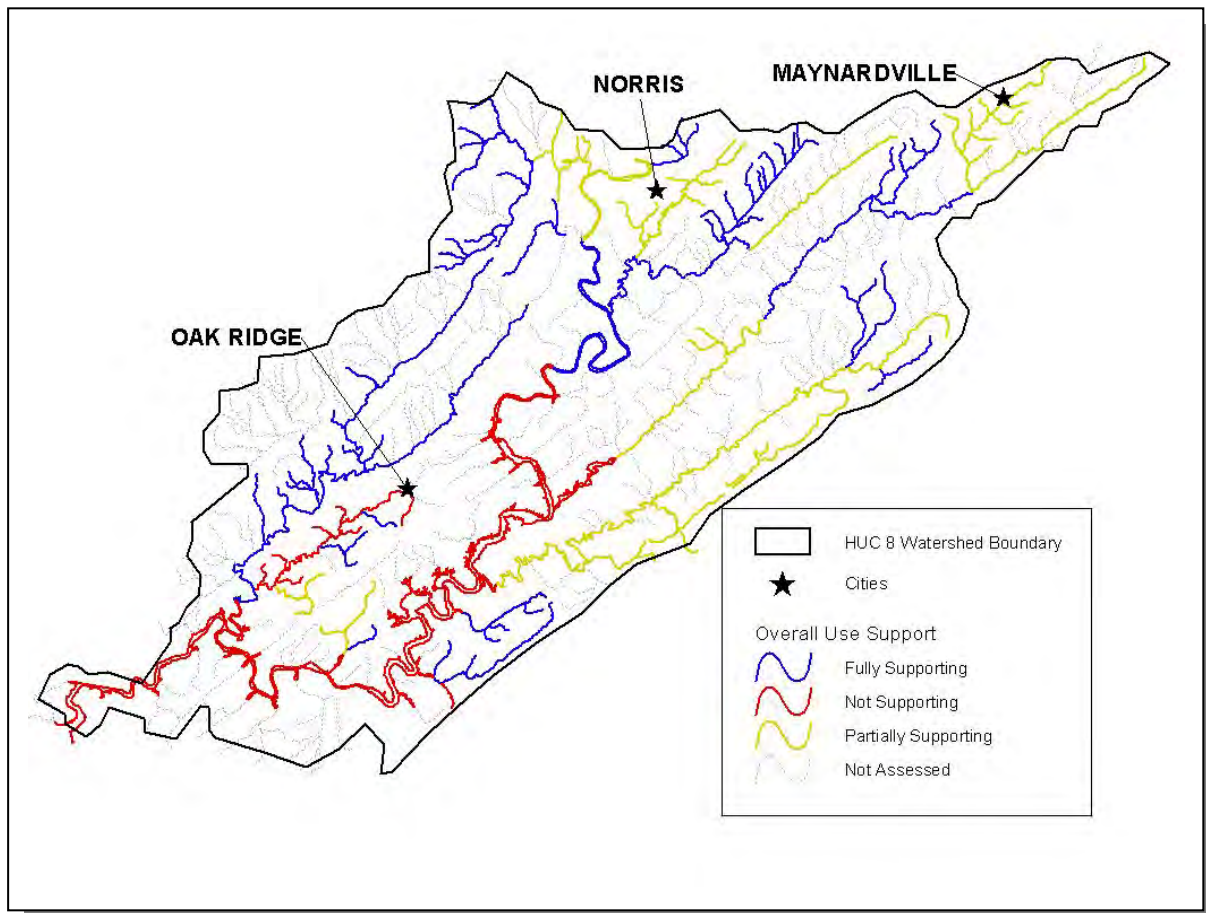 MAYNARDVILLE
NORRIS
OAK RIDGE
HUC 8 Watershed Boundary
Cities
Overall Use Support
Fully Supporting
Not Supporting
Partially Supporting
Not Assessed